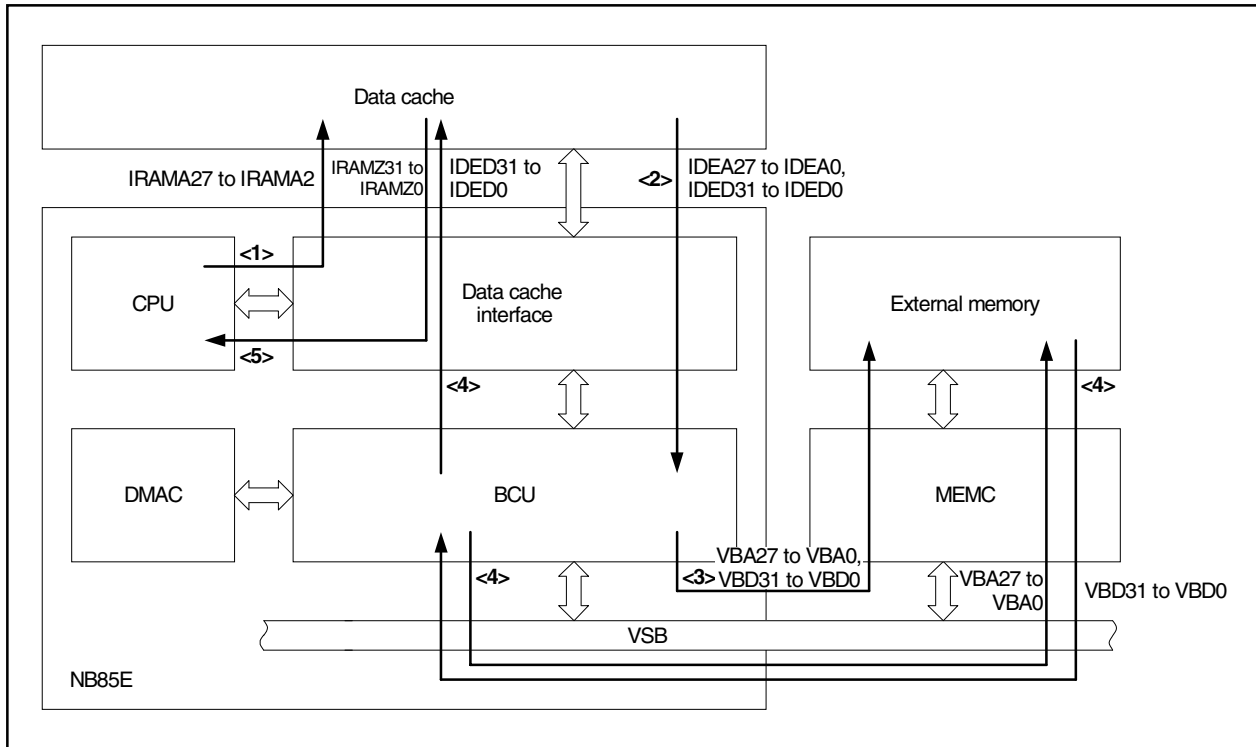 Data cache
IRAMA27 to IRAMA2
IRAMZ31 to
IRAMZ0
IDED31 to
IDED0
<2>
IDEA27 to IDEA0,
IDED31 to IDED0
<1>
CPU
Data cache
interface
External memory
<5>
<4>
<4>
DMAC
BCU
MEMC
<4>
<3>
VBA27 to VBA0,
VBD31 to VBD0
VBA27 to
VBA0
VBD31 to VBD0
VSB
NB85E